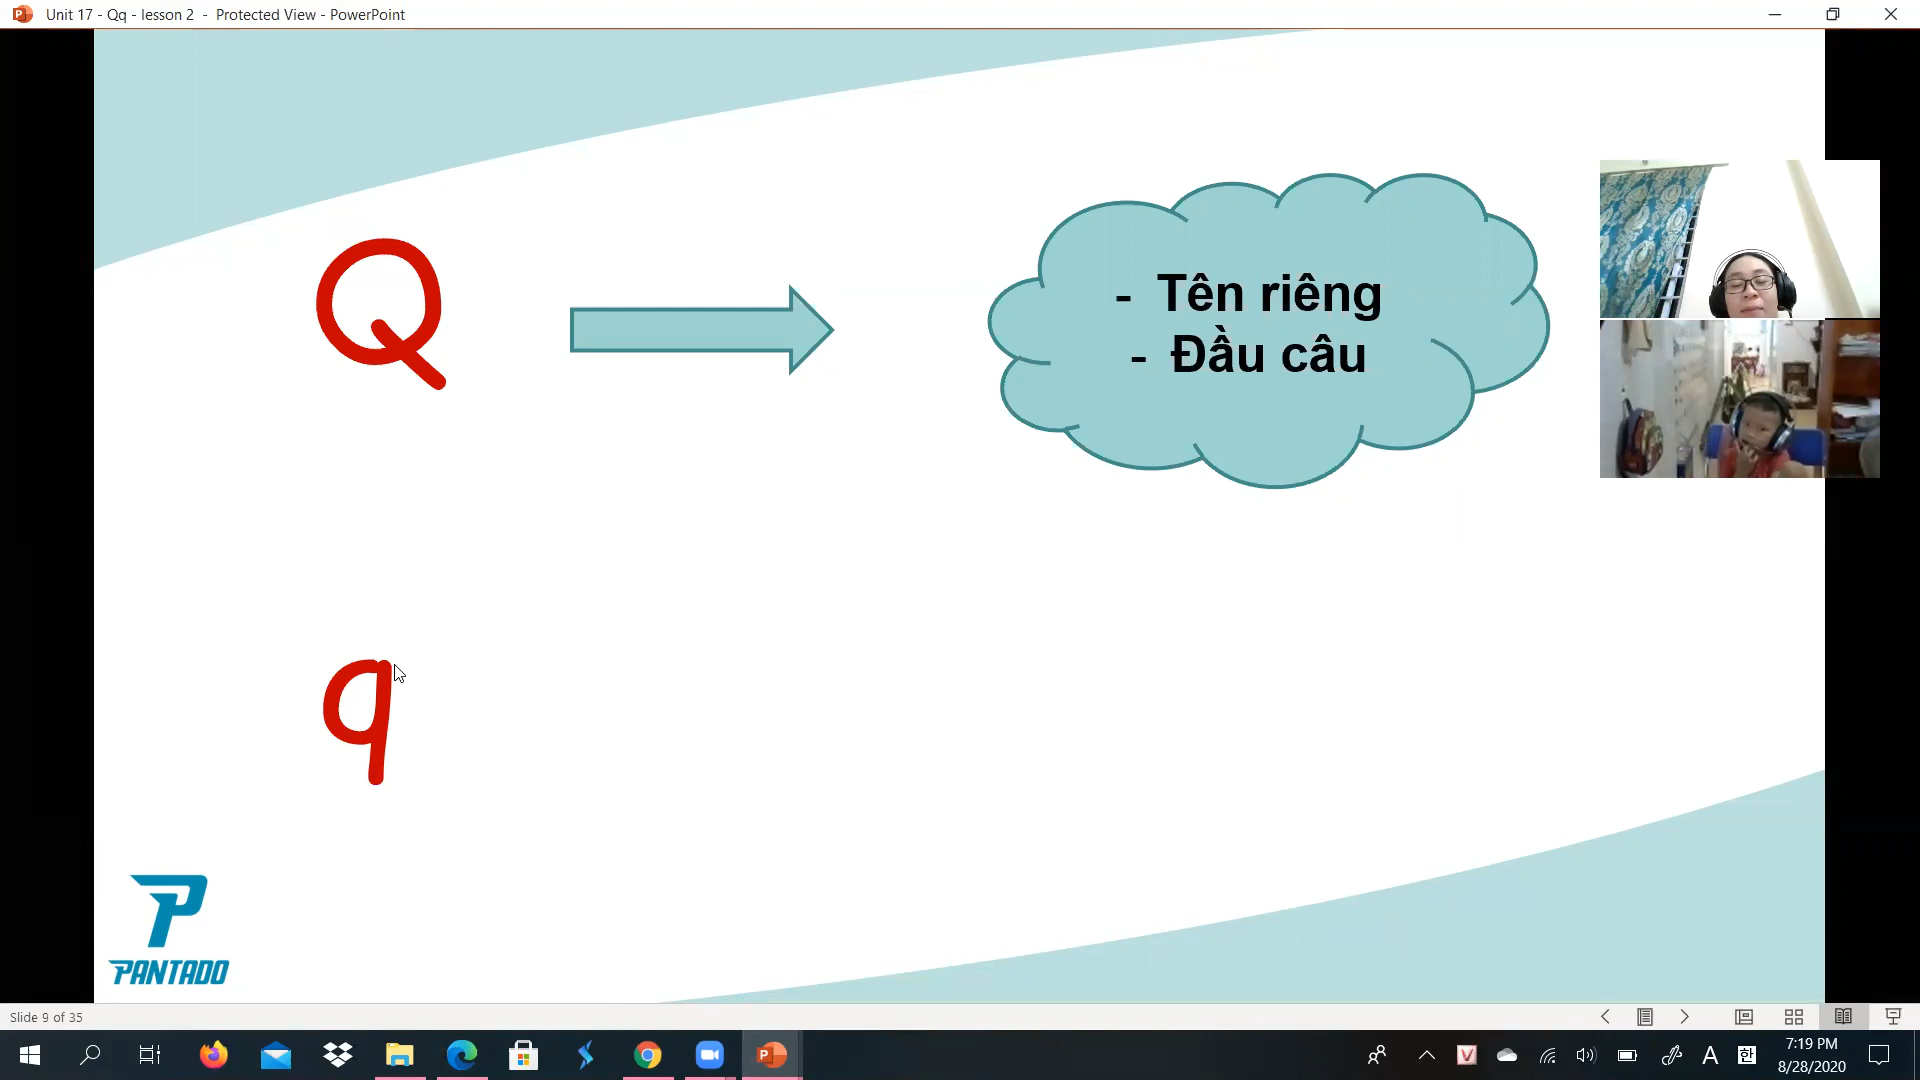 Unit 17 - Qq - lesson 2 - Protected View - PowerPoint
Q
- Tên riêng
- Đầu câu
q
PANTADO
Slide 9 of 35
A
한
7:19 PM
8/28/2020